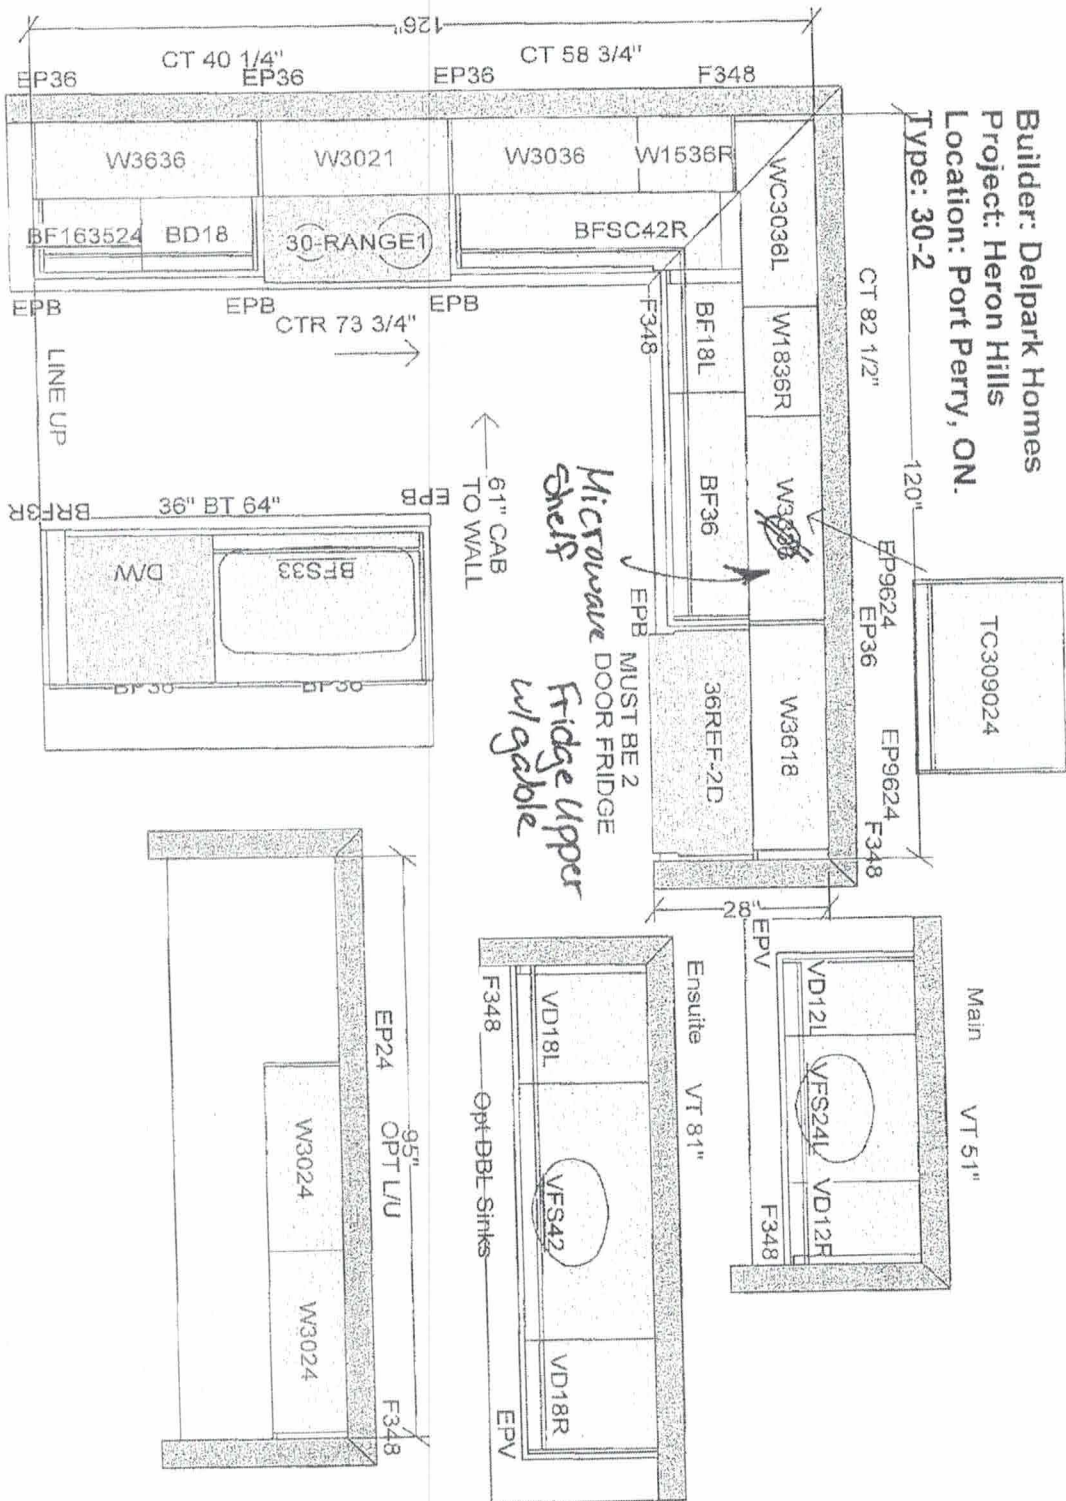 Builder: Delpark Homes
Project: Heron Hills
Location: Port Perry, ON.
Type: 30-2
126"
CT 40 1/4"
CT 58 3/4"
EP36
EP36
EP36
F348
W3636
W3021
W3036
W1536R
WC3036L
BF163524
BD18
30-RANGE1
BFSC42R
EPB
EPB
EPB
CTR 73 3/4"
LINE UP
CT 82 1/2"
120"
F348
BF18L
W1836R
BF36
EPB
Microwave
Shelf
EP9624
EP36
TC309024
EP9624
F348
W3618
36REF-2D
MUST BE 2
DOOR FRIDGE
Fridge Upper
w/gable
28"
61" CAB
TO WALL
BRF3R
36" BT 64"
EPB
D/W
BFS33
BF36
BF36
Main
VT 51"
EPV
VD12L
VFS24L
VD12R
F348
Ensuite
VT 81"
F348
VD18L
VFS42
VD18R
EPV
Opt DBL Sinks
95"
EP24
OPT L/U
W3024
W3024
F348